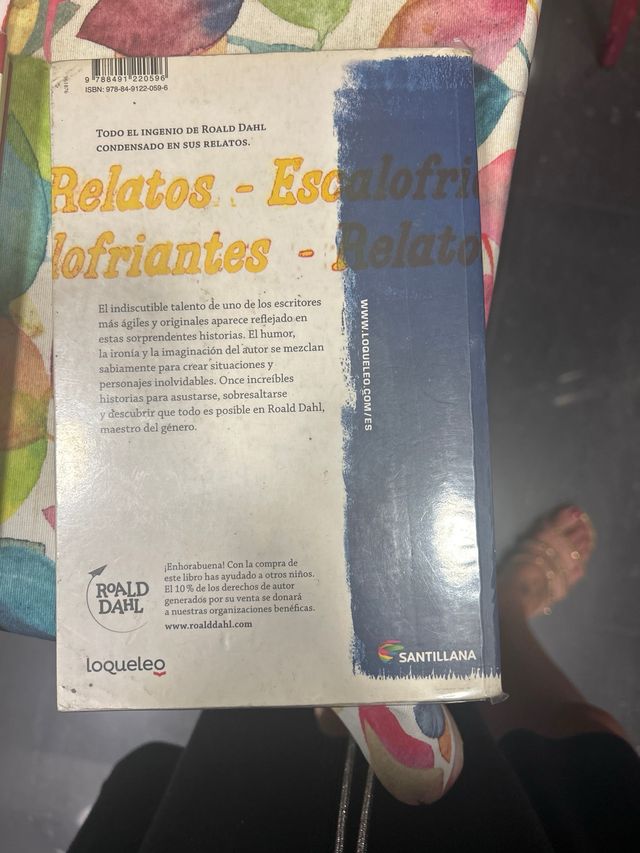 9 788491 220596
ISBN: 978-84-9122-059-6
TODO EL INGENIO DE ROALD DAHL
CONDENSADO EN SUS RELATOS.
Relatos - Escalofri
lofriantes - Relato
El indiscutible talento de uno de los escritores
más ágiles y originales aparece reflejado en
estas sorprendentes historias. El humor,
la ironía y la imaginación del autor se mezclan
sabiamente para crear situaciones y
personajes inolvidables. Once increíbles
historias para asustarse, sobresaltarse
y descubrir que todo es posible en Roald Dahl,
maestro del género.
WWW.LOQUELEO.COM/ES
ROALD
DAHL
¡Enhorabuena! Con la compra de
este libro has ayudado a otros niños.
El 10 % de los derechos de autor
generados por su venta se donará
a nuestras organizaciones benéficas.
www.roalddahl.com
loqueleo
SANTILLANA